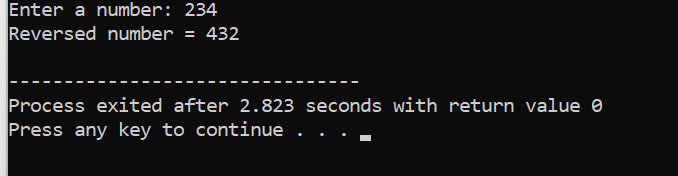 Enter a number: 234
Reversed number = 432
--------------------------------
Process exited after 2.823 seconds with return value 0
Press any key to continue . . .